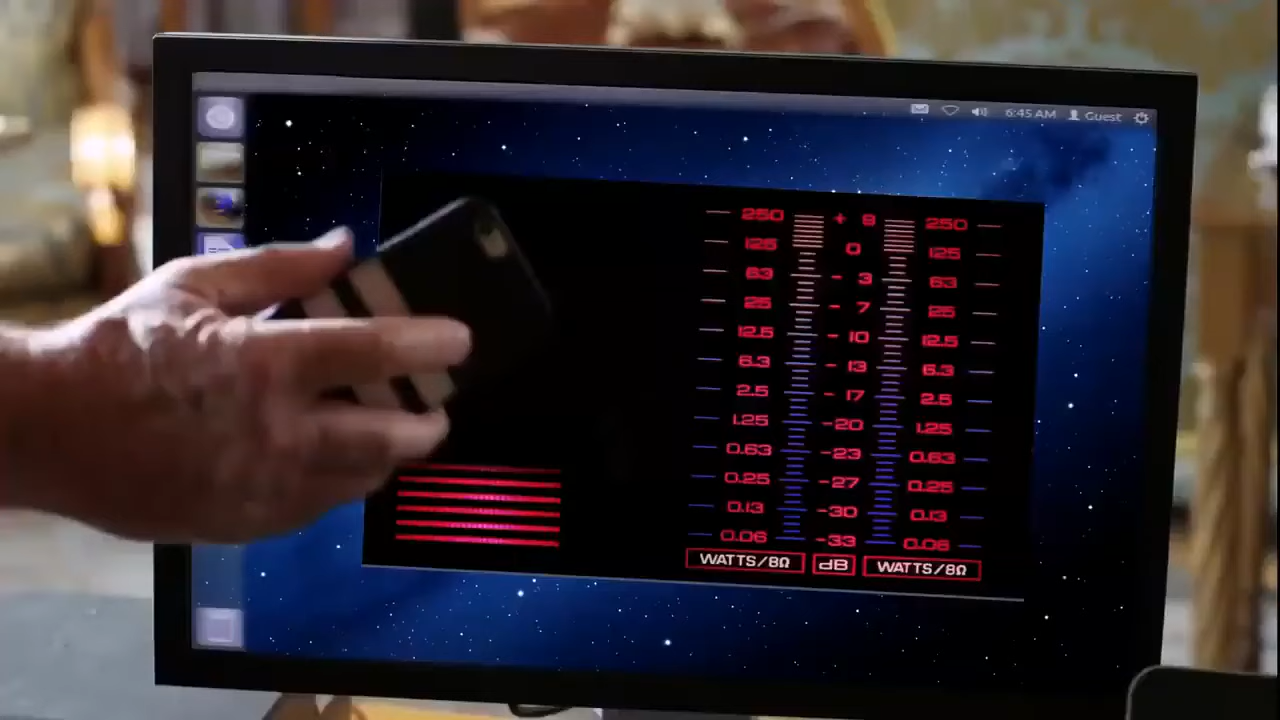 6:45 AM Guest
250 + 8 250
125 0 125
63 - 3 63
25 - 7 25
12.5 - 10 12.5
6.3 - 13 6.3
2.5 - 17 2.5
1.25 -20 1.25
0.63 -23 0.63
0.25 -27 0.25
0.13 -30 0.13
0.06 -33 0.06
WATTS/8Ω dB WATTS/8Ω